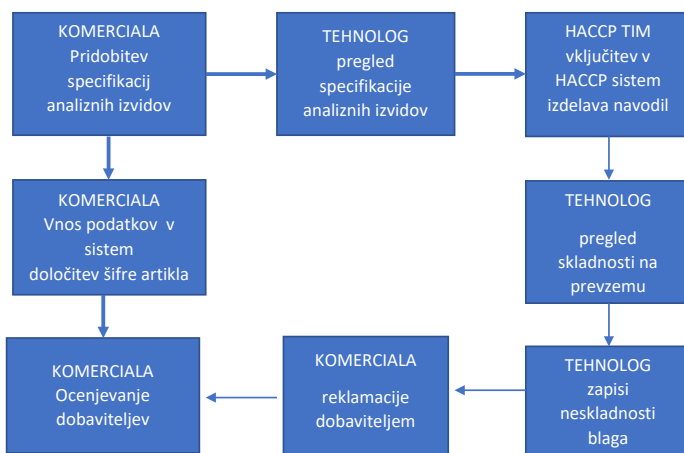 KOMERCIALA
Pridobitev
specifikacij
analiznih izvidov
TEHNOLOG
pregled
specifikacije
analiznih izvidov
HACCP TIM
vključitev v
HACCP sistem
izdelava navodil
KOMERCIALA
Vnos podatkov v
sistem
določitev šifre artikla
TEHNOLOG
pregled
skladnosti na
prevzemu
KOMERCIALA
Ocenjevanje
dobaviteljev
KOMERCIALA
reklamacije
dobaviteljem
TEHNOLOG
zapisi
neskladnosti
blaga